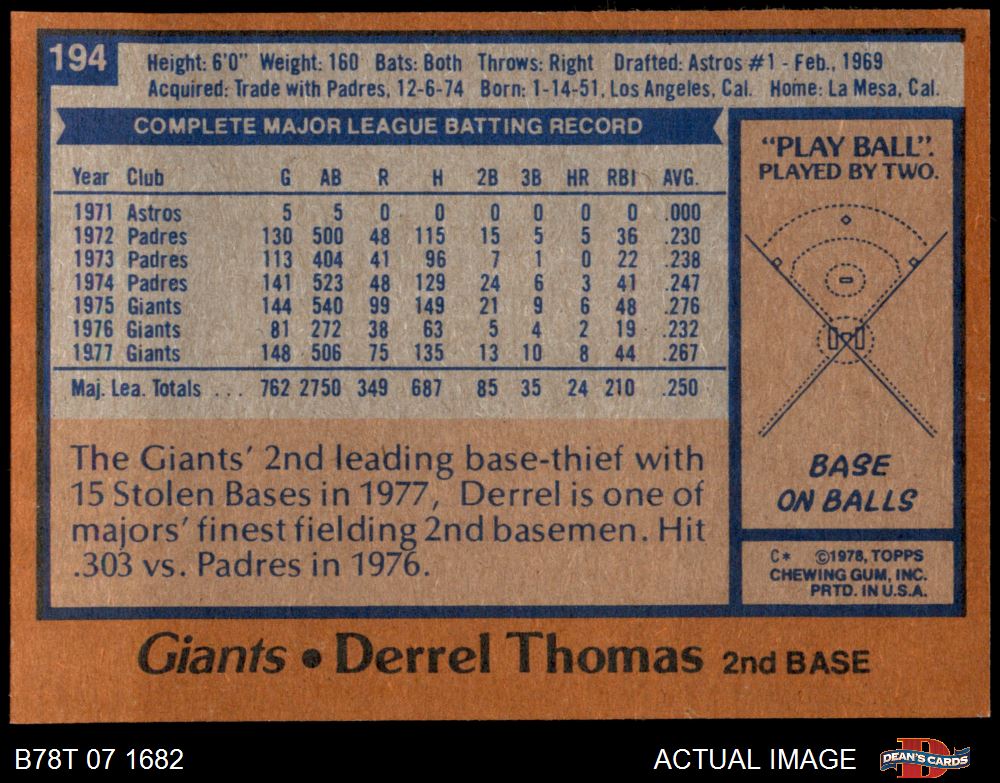 194
Height: 6'0" Weight: 160 Bats: Both Throws: Right Drafted: Astros #1 - Feb., 1969
Acquired: Trade with Padres, 12-6-74 Born: 1-14-51, Los Angeles, Cal. Home: La Mesa, Cal.
COMPLETE MAJOR LEAGUE BATTING RECORD
Year Club G AB R H 2B 3B HR RBI AVG.
1971 Astros 5 5 0 0 0 0 0 0 .000
1972 Padres 130 500 48 115 15 5 5 36 .230
1973 Padres 113 404 41 96 7 1 0 22 .238
1974 Padres 141 523 48 129 24 6 3 41 .247
1975 Giants 144 540 99 149 21 9 6 48 .276
1976 Giants 81 272 38 63 5 4 2 19 .232
1977 Giants 148 506 75 135 13 10 8 44 .267
Maj. Lea. Totals ... 762 2750 349 687 85 35 24 210 .250
The Giants' 2nd leading base-thief with
15 Stolen Bases in 1977, Derrel is one of
majors' finest fielding 2nd basemen. Hit
.303 vs. Padres in 1976.
"PLAY BALL".
PLAYED BY TWO.
BASE
ON BALLS
C* ©1978, TOPPS
CHEWING GUM, INC.
PRTD. IN U.S.A.
Giants • Derrel Thomas 2nd BASE
B78T 07 1682
ACTUAL IMAGE
D
DEAN'S CARDS